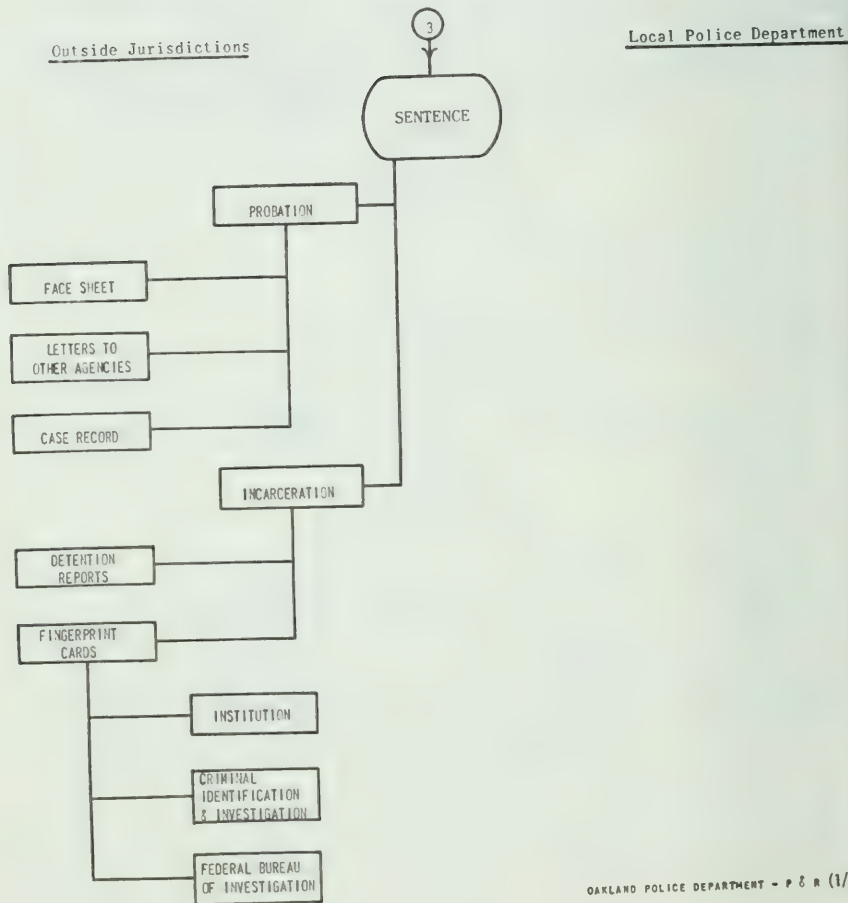 Outside Jurisdictions
Local Police Department
3
SENTENCE
PROBATION
FACE SHEET
LETTERS TO
OTHER AGENCIES
CASE RECORD
INCARCERATION
DETENTION
REPORTS
FINGERPRINT
CARDS
INSTITUTION
CRIMINAL
IDENTIFICATION
& INVESTIGATION
FEDERAL BUREAU
OF INVESTIGATION
OAKLAND POLICE DEPARTMENT - P & R (1/